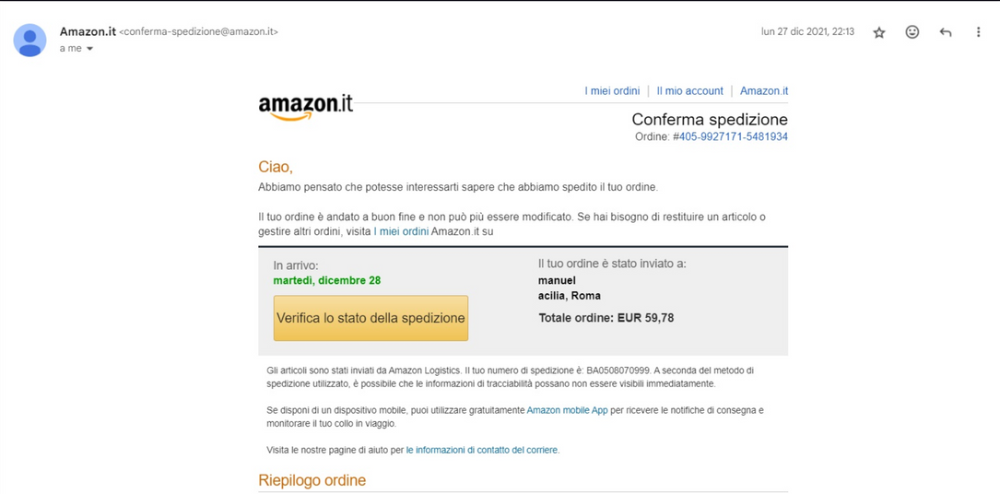 Amazon.it <conferma-spedizione@amazon.it>
lun 27 dic 2021, 22:13
a me
amazon.it
I miei ordini | Il mio account | Amazon.it
Conferma spedizione
Ordine: #405-9927171-5481934
Ciao,
Abbiamo pensato che potesse interessarti sapere che abbiamo spedito il tuo ordine.
Il tuo ordine è andato a buon fine e non può più essere modificato. Se hai bisogno di restituire un articolo o
gestire altri ordini, visita I miei ordini Amazon.it su
In arrivo:
martedì, dicembre 28
Verifica lo stato della spedizione
Il tuo ordine è stato inviato a:
manuel
acilia, Roma
Totale ordine: EUR 59,78
Gli articoli sono stati inviati da Amazon Logistics. Il tuo numero di spedizione è: BA0508070999. A seconda del metodo di
spedizione utilizzato, è possibile che le informazioni di tracciabilità possano non essere visibili immediatamente.
Se disponi di un dispositivo mobile, puoi utilizzare gratuitamente Amazon mobile App per ricevere le notifiche di consegna e
monitorare il tuo collo in viaggio.
Visita le nostre pagine di aiuto per le informazioni di contatto del corriere.
Riepilogo ordine